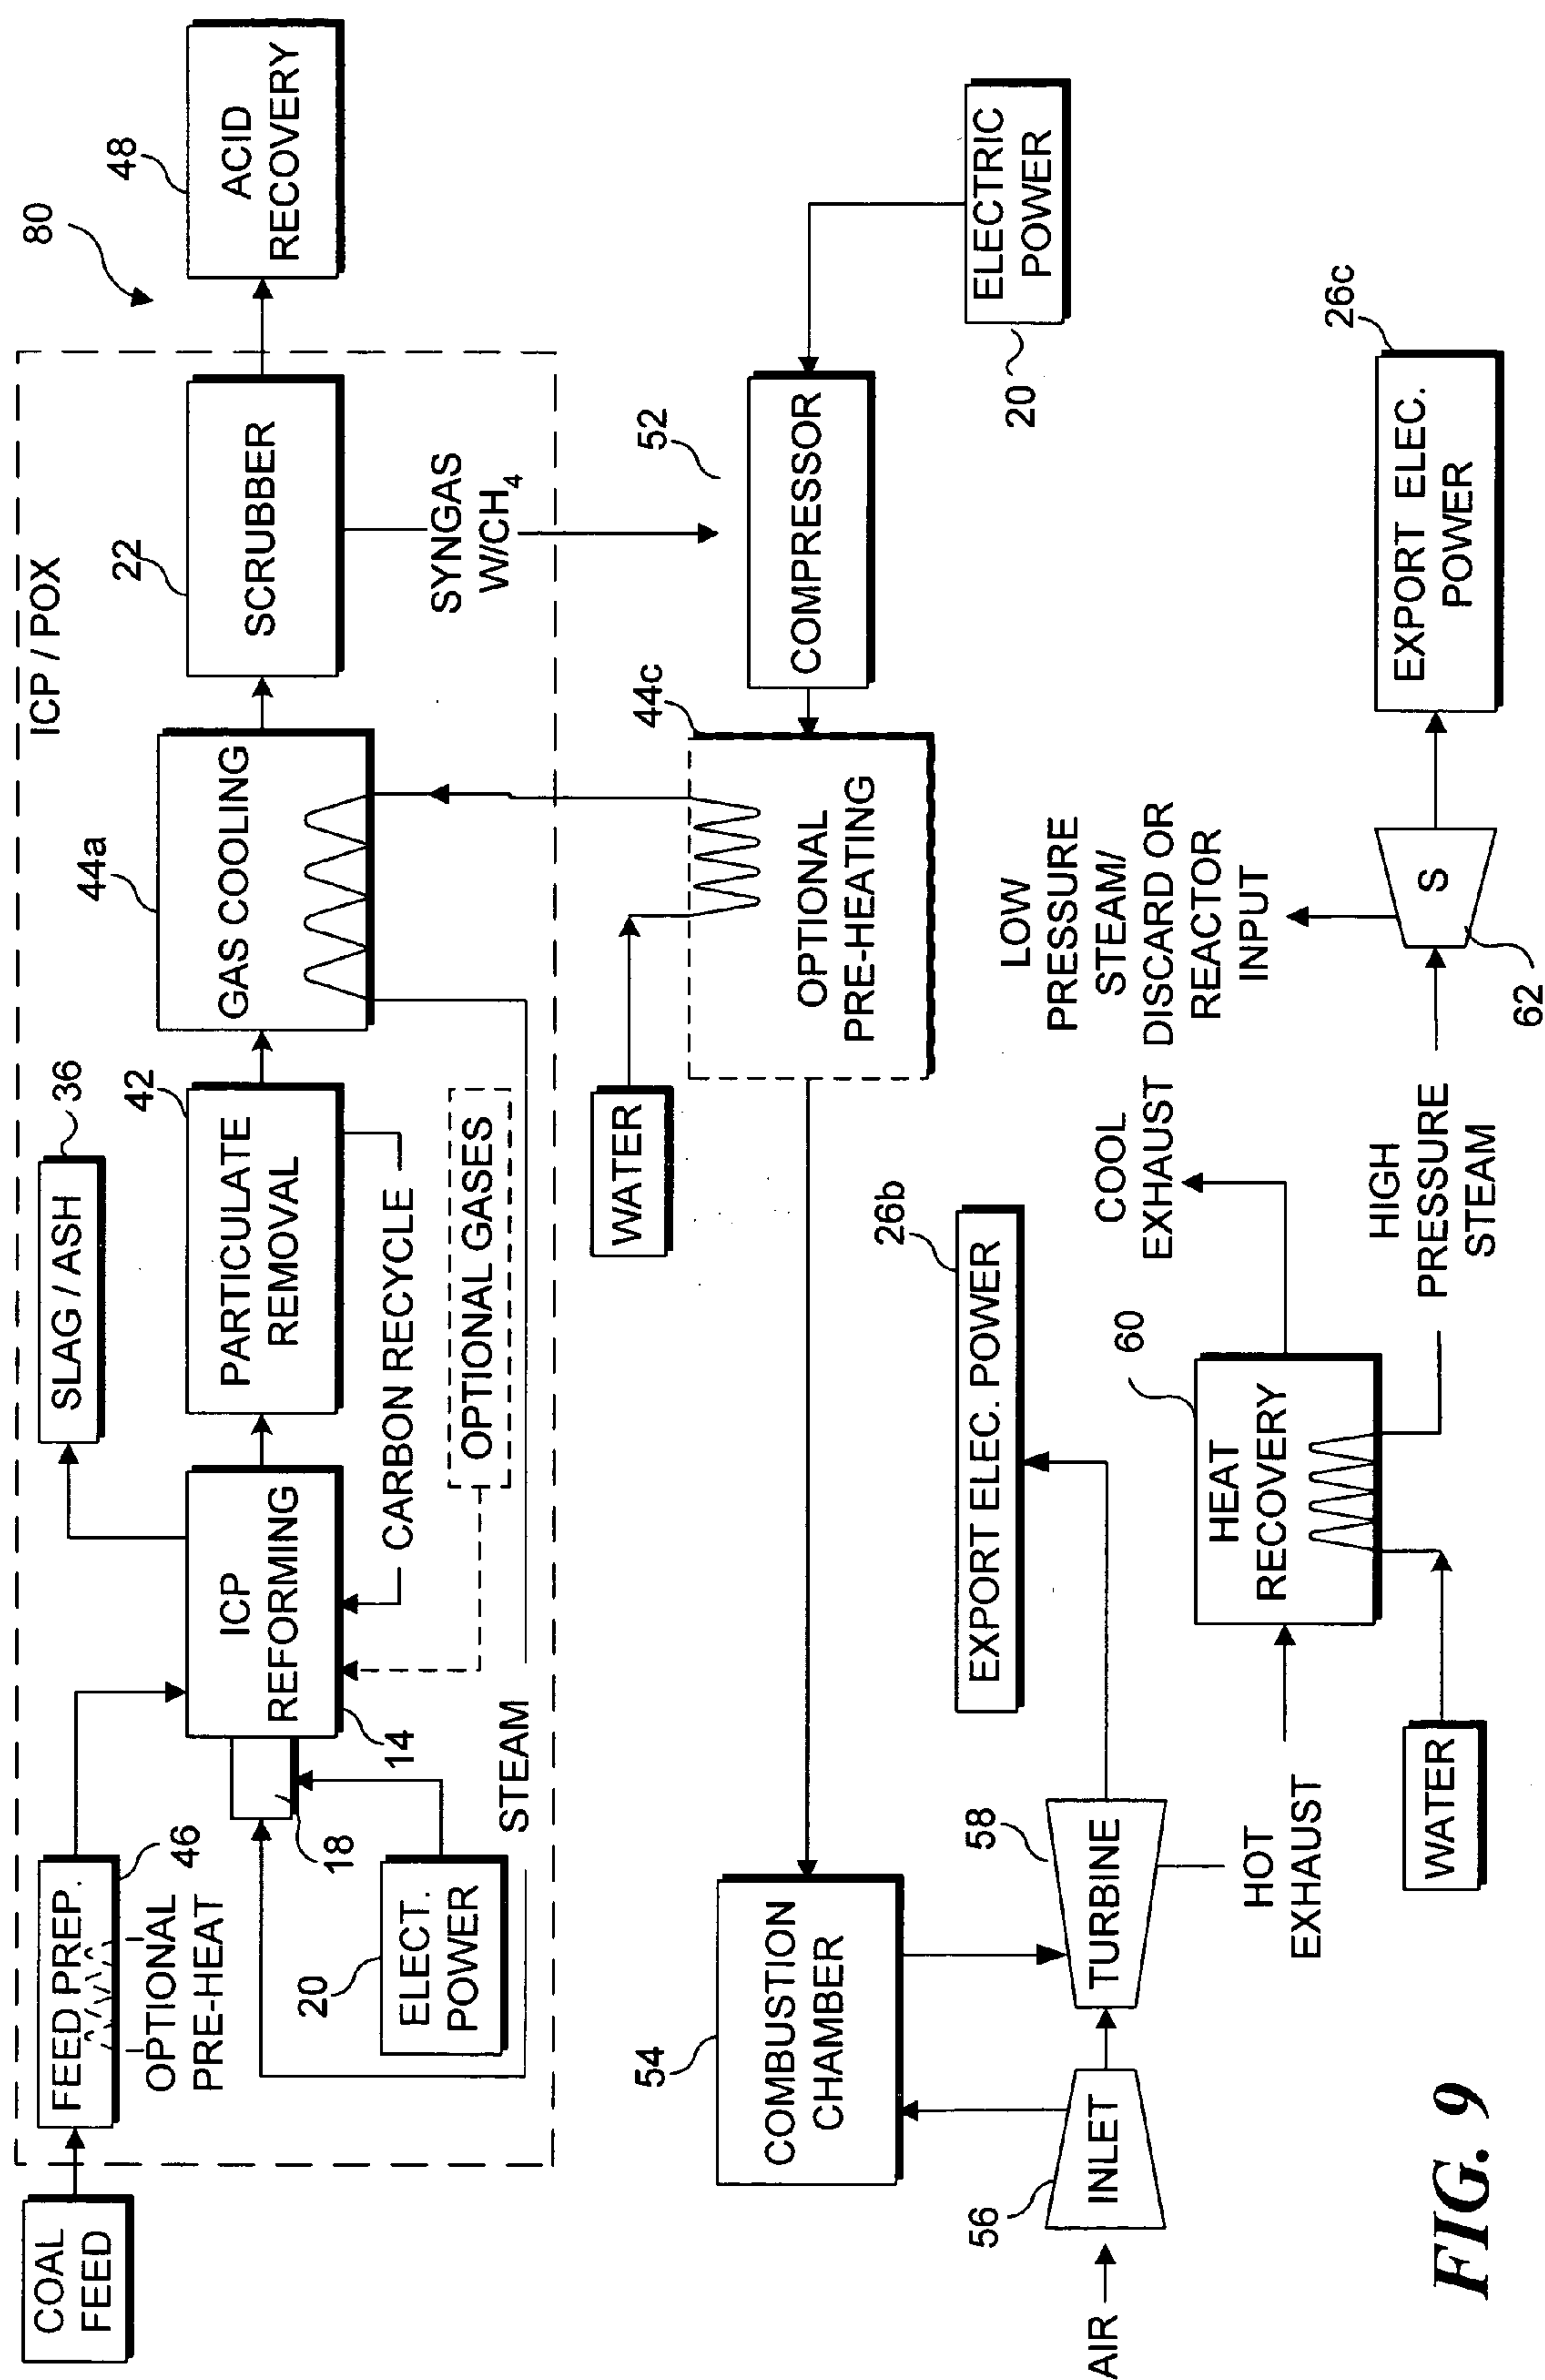 80
ICP / POX
COAL
FEED
FEED PREP.
46
OPTIONAL
PRE-HEAT
SLAG / ASH
36
ICP
REFORMING
14
18
20
ELECT.
POWER
PARTICULATE
REMOVAL
42
CARBON RECYCLE
OPTIONAL GASES
STEAM
44a
GAS COOLING
22
SCRUBBER
48
ACID
RECOVERY
SYNGAS
W/CH4
52
COMPRESSOR
ELECTRIC
POWER
20
44c
OPTIONAL
PRE-HEATING
WATER
54
COMBUSTION
CHAMBER
AIR
56
INLET
58
TURBINE
26b
EXPORT ELEC. POWER
HOT
EXHAUST
60
HEAT
RECOVERY
WATER
COOL
EXHAUST
HIGH
PRESSURE
STEAM
LOW
PRESSURE
STEAM/
DISCARD OR
REACTOR
INPUT
S
62
26c
EXPORT ELEC.
POWER
FIG. 9